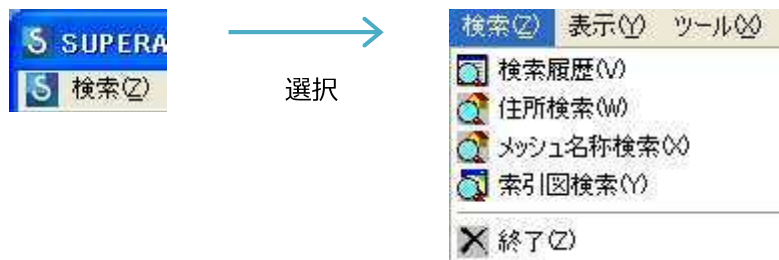 SUPERA
検索(Z)
選択
検索(Z) 表示(Y) ツール(X)
検索履歴(V)
住所検索(W)
メッシュ名称検索(X)
索引図検索(Y)
終了(Z)